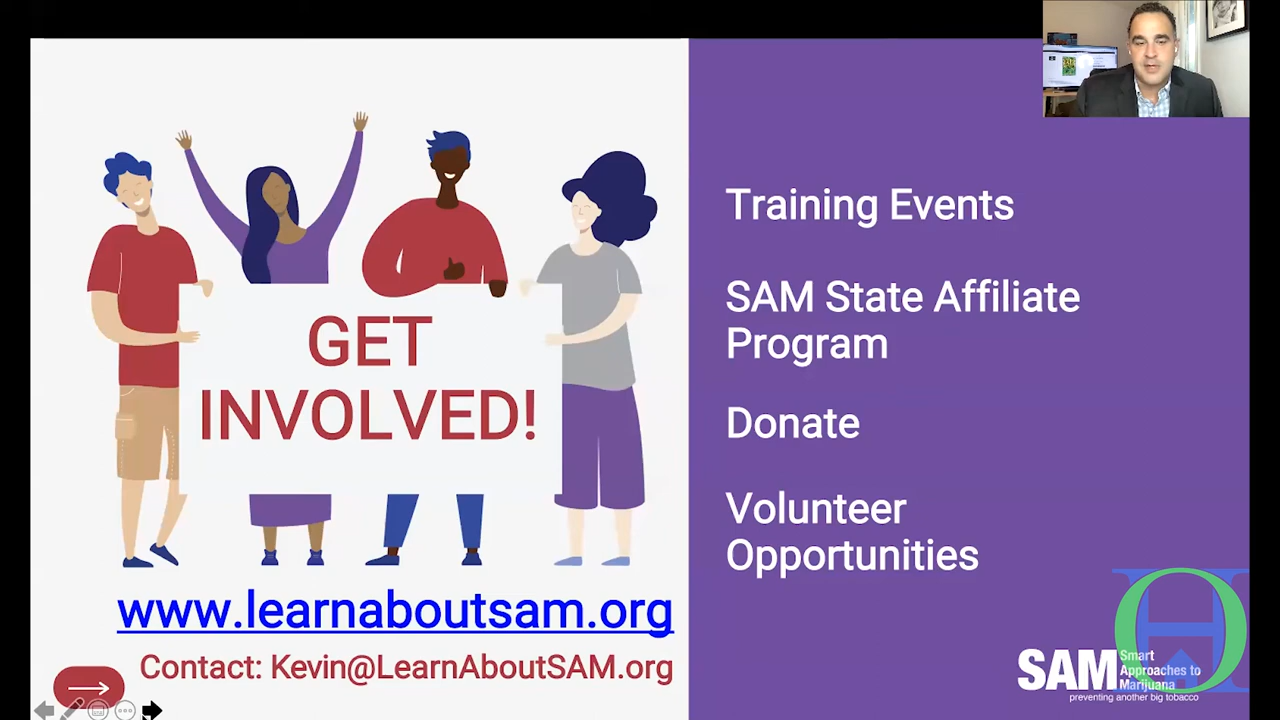 GET
INVOLVED!
www.learnaboutsam.org
Contact: Kevin@LearnAboutSAM.org
Training Events
SAM State Affiliate
Program
Donate
Volunteer
Opportunities
SAM Smart
Approaches to
Marijuana
preventing another big tobacco